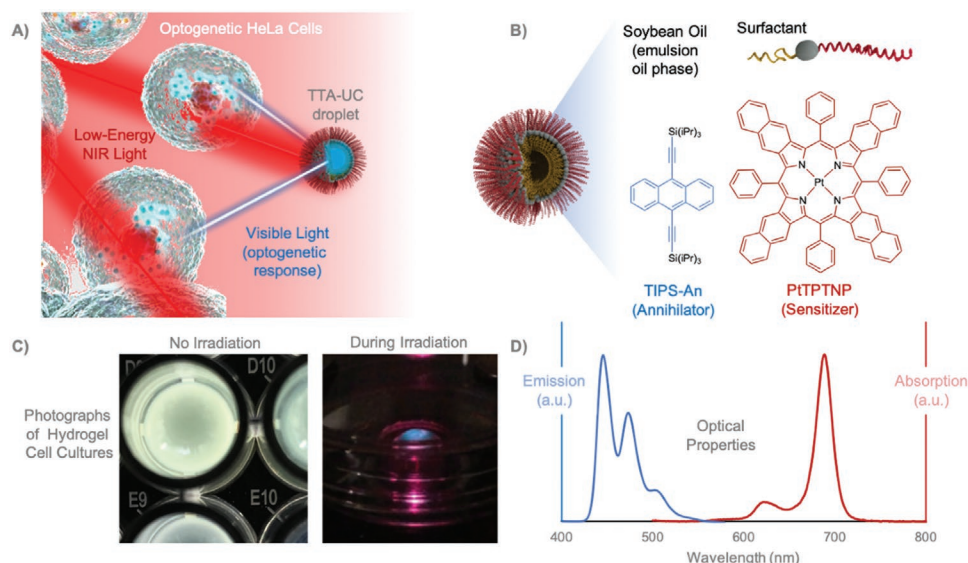 A)
Optogenetic HeLa Cells
TTA-UC
droplet
Low-Energy
NIR Light
Visible Light
(optogenetic
response)
B)
Soybean Oil
(emulsion
oil phase)
Surfactant
Si(iPr)₃
Si(iPr)₃
TIPS-An
(Annihilator)
N
N
Pt
N
N
PtTPTNP
(Sensitizer)
C)
No Irradiation
During Irradiation
Photographs
of Hydrogel
Cell Cultures
D10
E9
E10
D)
Emission
(a.u.)
Absorption
(a.u.)
Optical
Properties
400
500
600
700
800
Wavelength (nm)